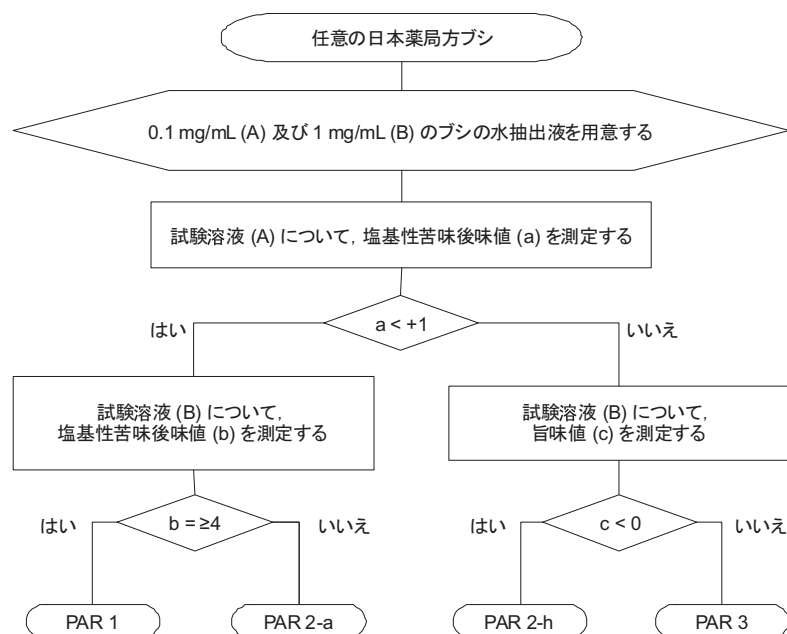 任意の日本薬局方ブシ
0.1 mg/mL (A) 及び 1 mg/mL (B) のブシの水抽出液を用意する
試験溶液 (A) について, 塩基性苦味後味値 (a) を測定する
はい
a < +1
いいえ
試験溶液 (B) について,
塩基性苦味後味値 (b) を測定する
試験溶液 (B) について,
旨味値 (c) を測定する
はい
b = ≥4
いいえ
はい
c < 0
いいえ
PAR 1
PAR 2-a
PAR 2-h
PAR 3